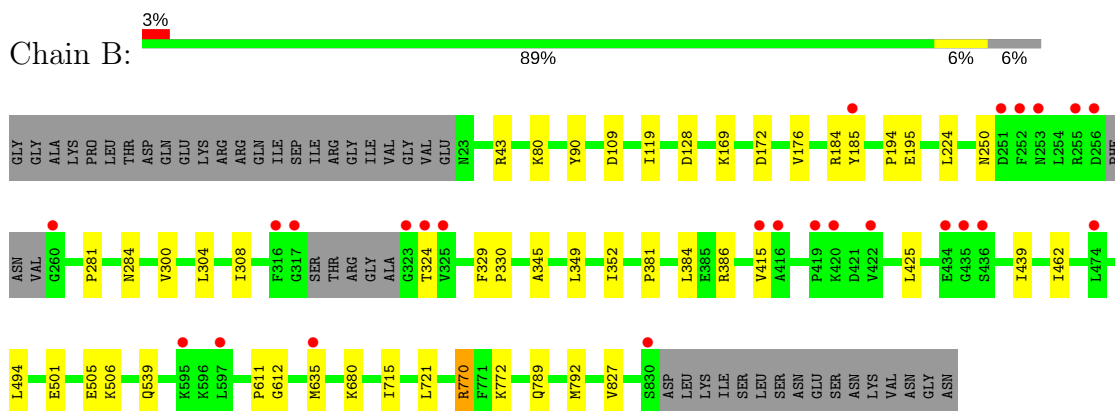 3%
Chain B:
89% 6% 6%
GLY GLY ALA LYS PRO LEU THR ASP GLN GLU LYS ARG ARG GLN ILE SEP ILE ARG GLY ILE VAL GLY VAL GLU N23 R43 K80 Y90 D109 I119 D128 K169 D172 V176 R184 Y185 P194 E195 L224 N250 D251 F252 N253 L254 R255 D256 PHE
ASN VAL G260 P281 N284 V300 L304 I308 F316 G317 SER THR ARG GLY ALA G323 T324 V325 F329 P330 A345 L349 I352 P381 L384 E385 R386 V415 A416 P419 K420 D421 V422 L425 E434 G435 S436 I439 I462 L474
L494 E501 E505 K506 Q539 K595 K596 L597 P611 G612 M635 K680 I715 L721 R770 F771 K772 Q789 M792 V827 S830 ASP LEU LYS ILE SER LEU SER ASN GLU SER ASN LYS VAL ASN GLY ASN